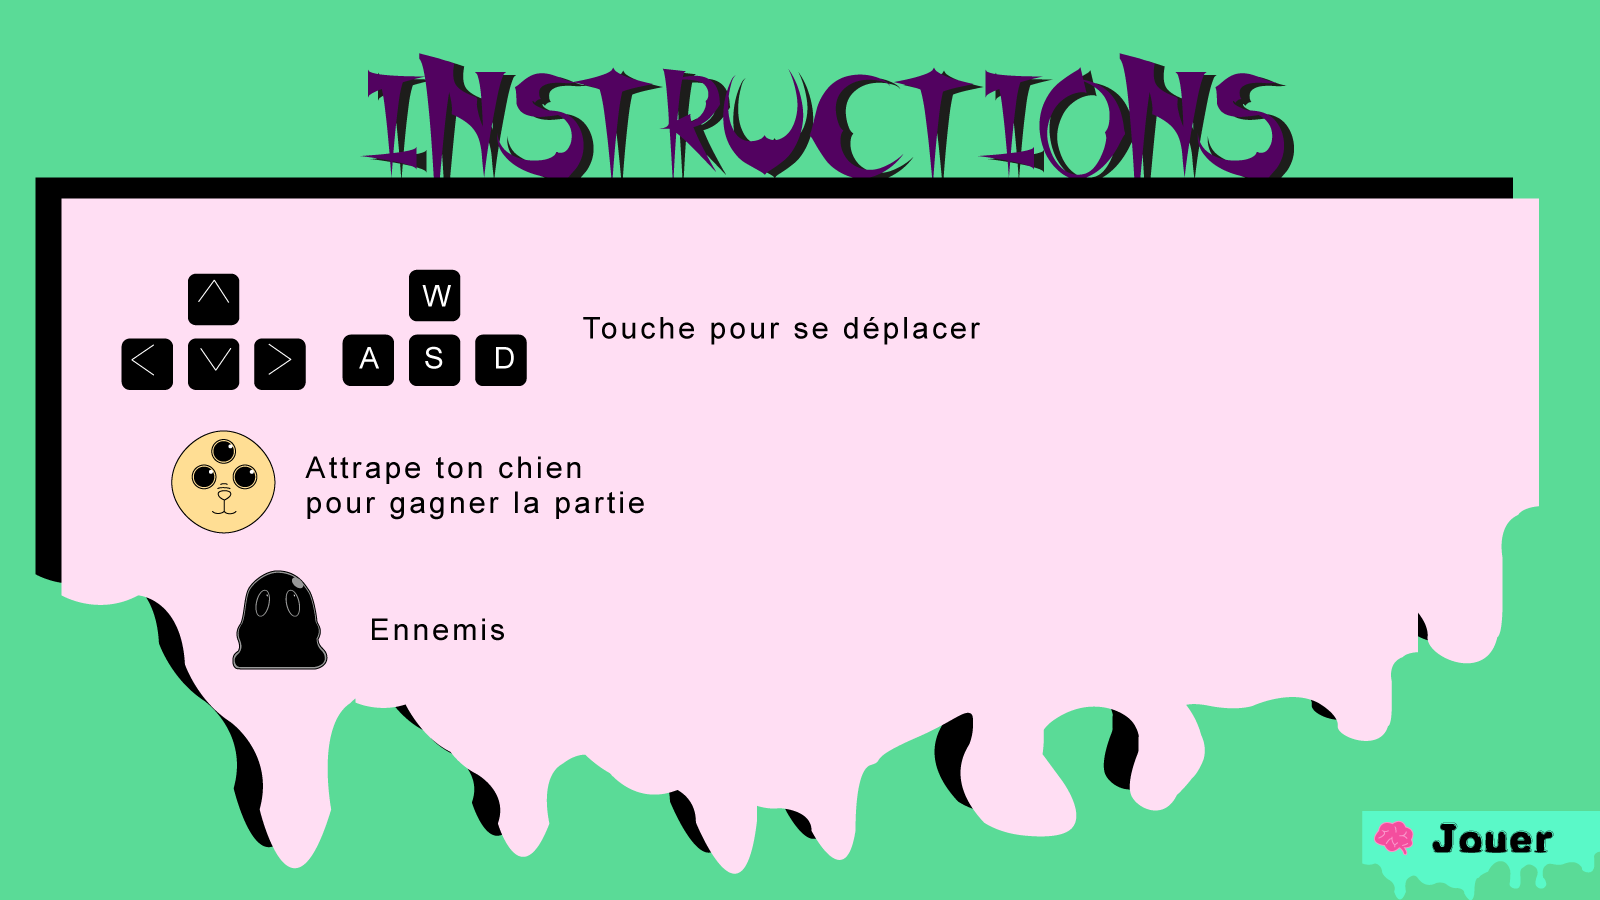 INSTRUCTIONS
W
A S D
Touche pour se déplacer
Attrape ton chien
pour gagner la partie
Ennemis
Jouer